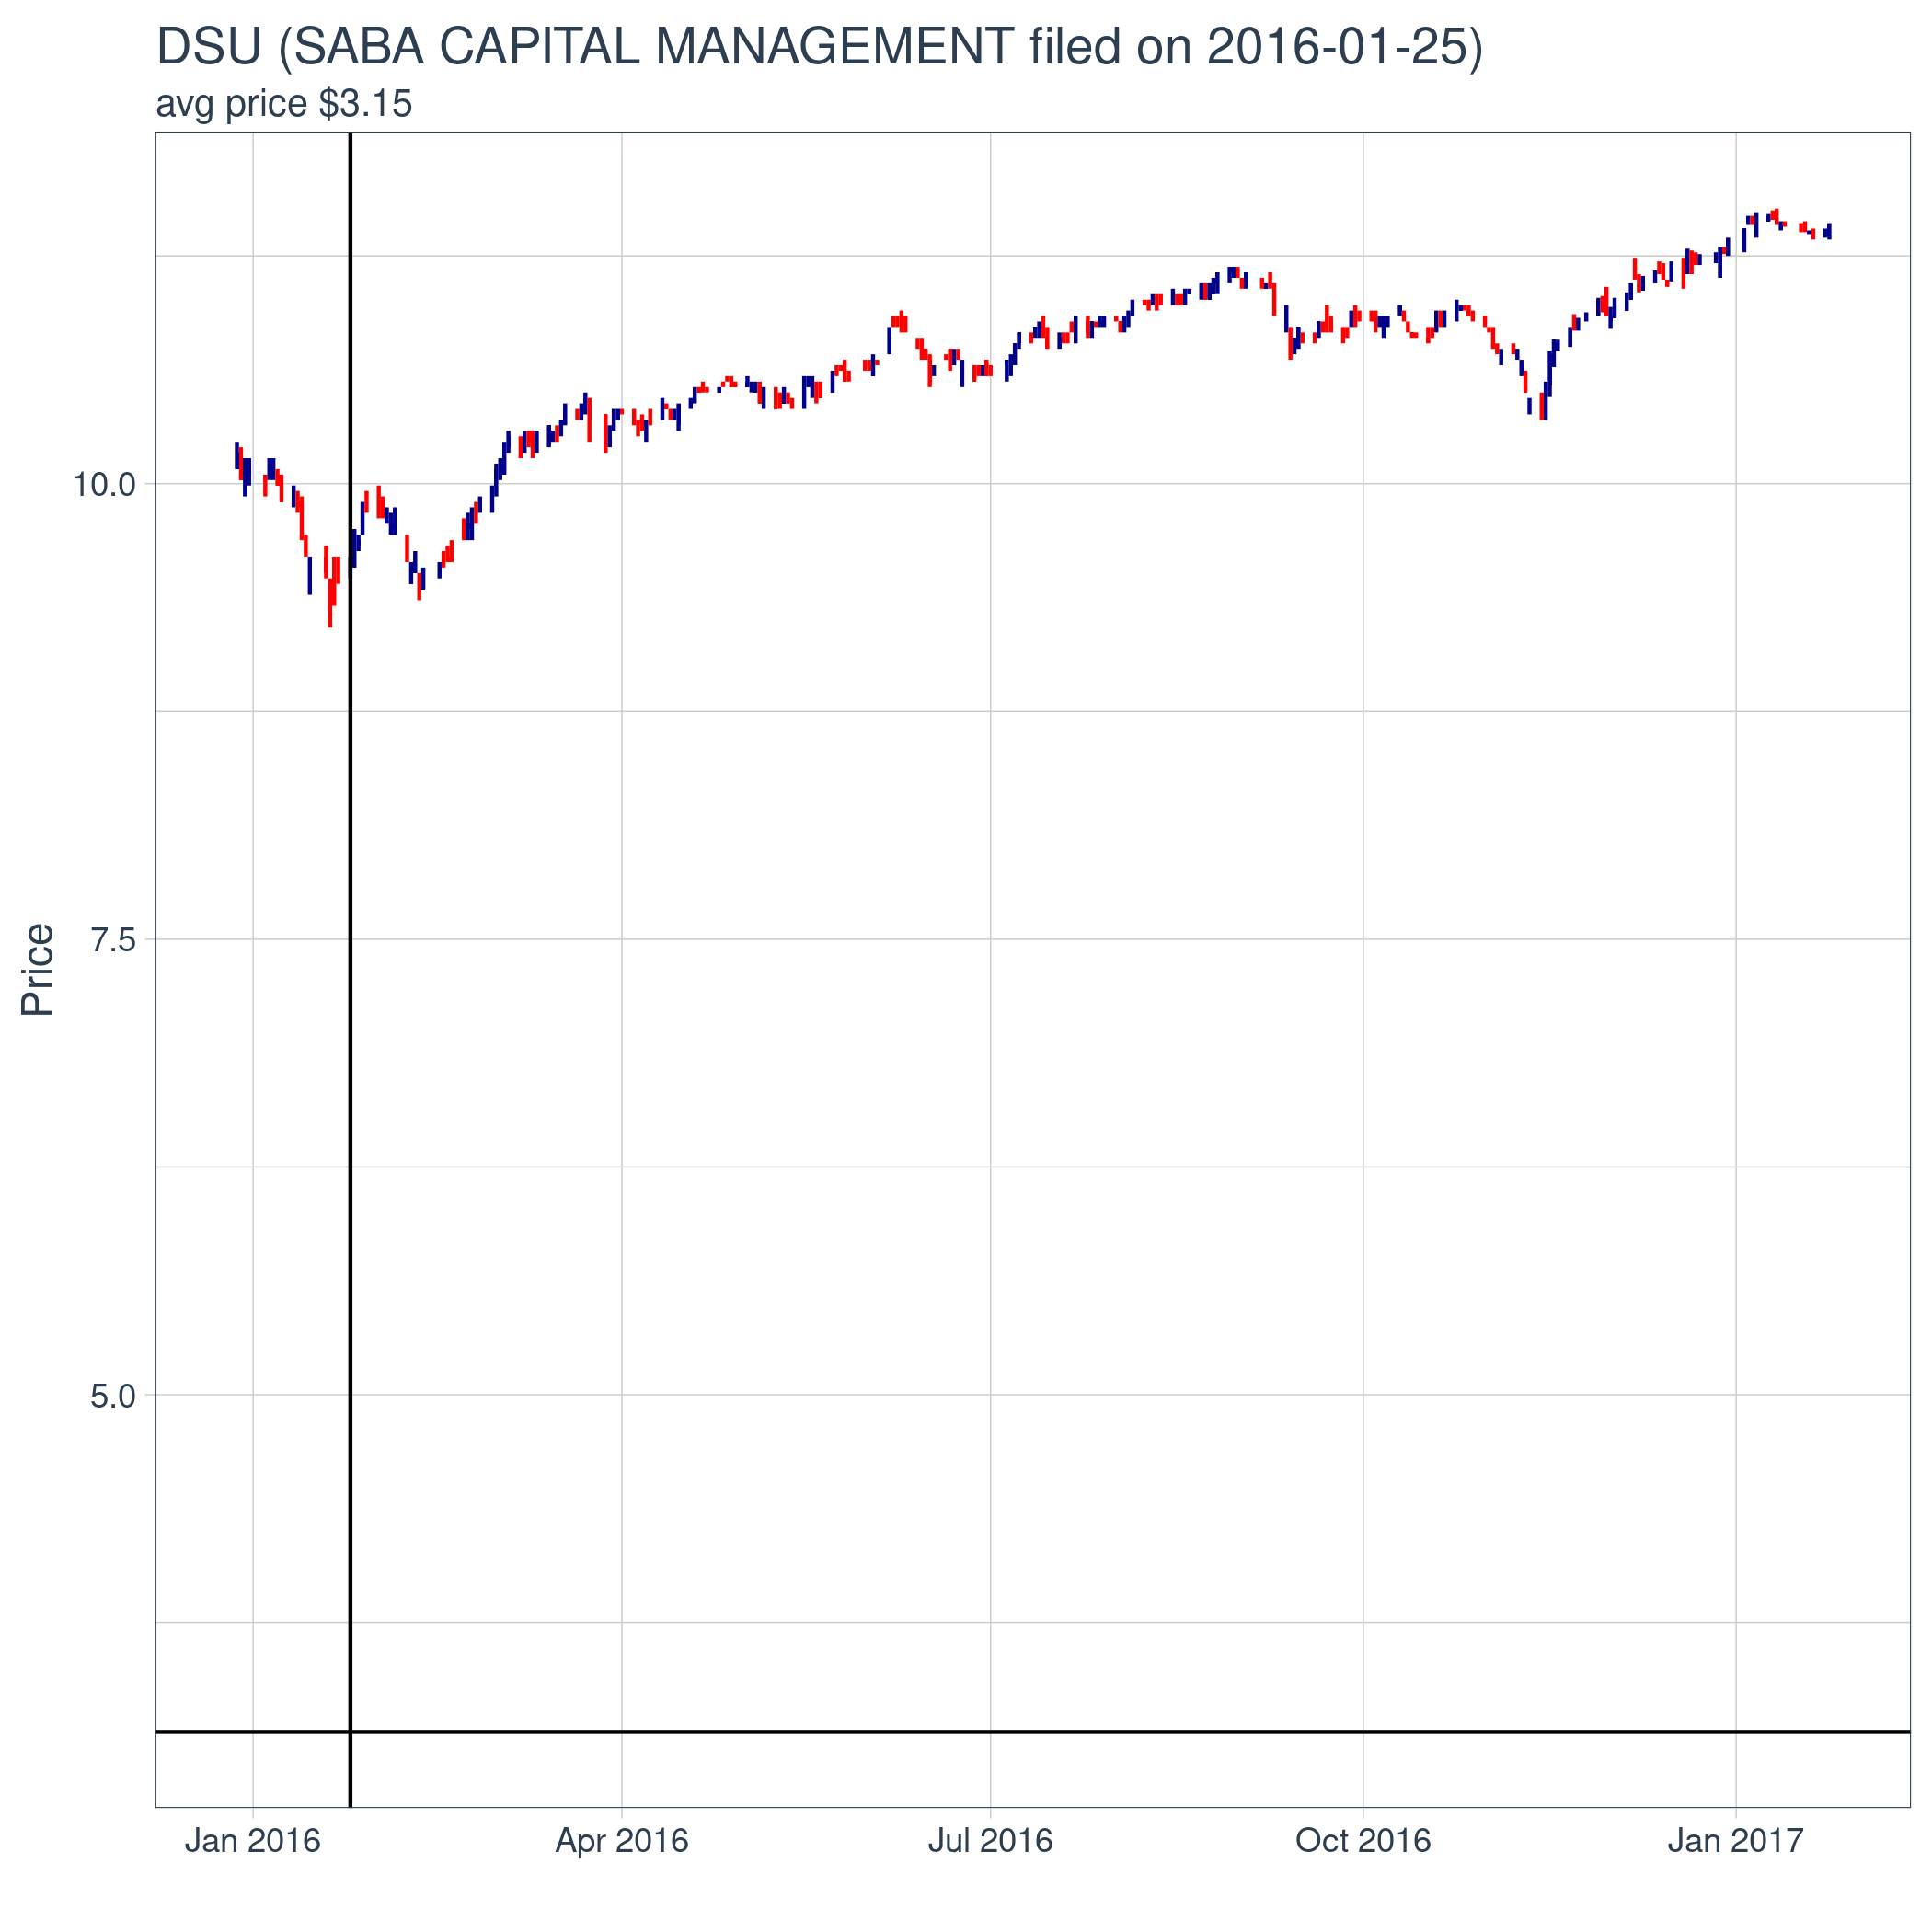 DSU (SABA CAPITAL MANAGEMENT filed on 2016-01-25)
avg price $3.15
Price
10.0
7.5
5.0
Jan 2016
Apr 2016
Jul 2016
Oct 2016
Jan 2017